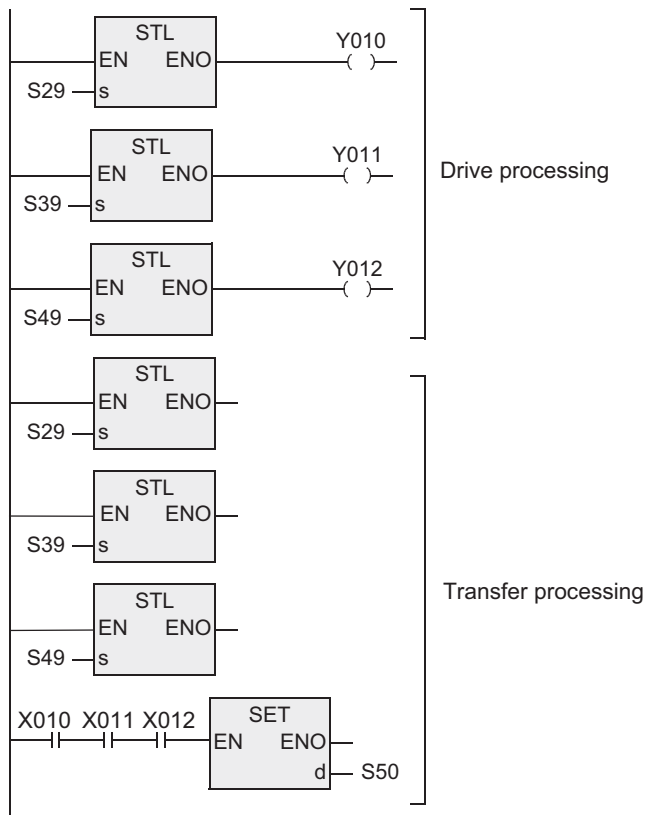 STL
Y010
EN ENO
S29 s
STL
Y011
EN ENO
S39 s
Drive processing
STL
Y012
EN ENO
S49 s
STL
EN ENO
S29 s
STL
EN ENO
S39 s
Transfer processing
STL
EN ENO
S49 s
X010 X011 X012 SET
EN ENO
d S50